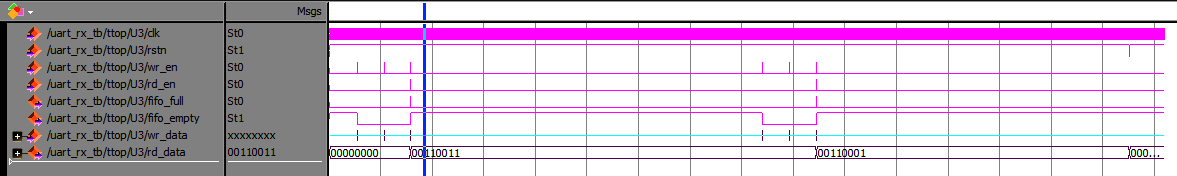 Msgs
/uart_rx_tb/ttop/U3/clk St0
/uart_rx_tb/ttop/U3/rstn St1
/uart_rx_tb/ttop/U3/wr_en St0
/uart_rx_tb/ttop/U3/rd_en St0
/uart_rx_tb/ttop/U3/fifo_full St0
/uart_rx_tb/ttop/U3/fifo_empty St1
/uart_rx_tb/ttop/U3/wr_data xxxxxxxx
/uart_rx_tb/ttop/U3/rd_data 00110011 00000000 00110011 00110001 000...